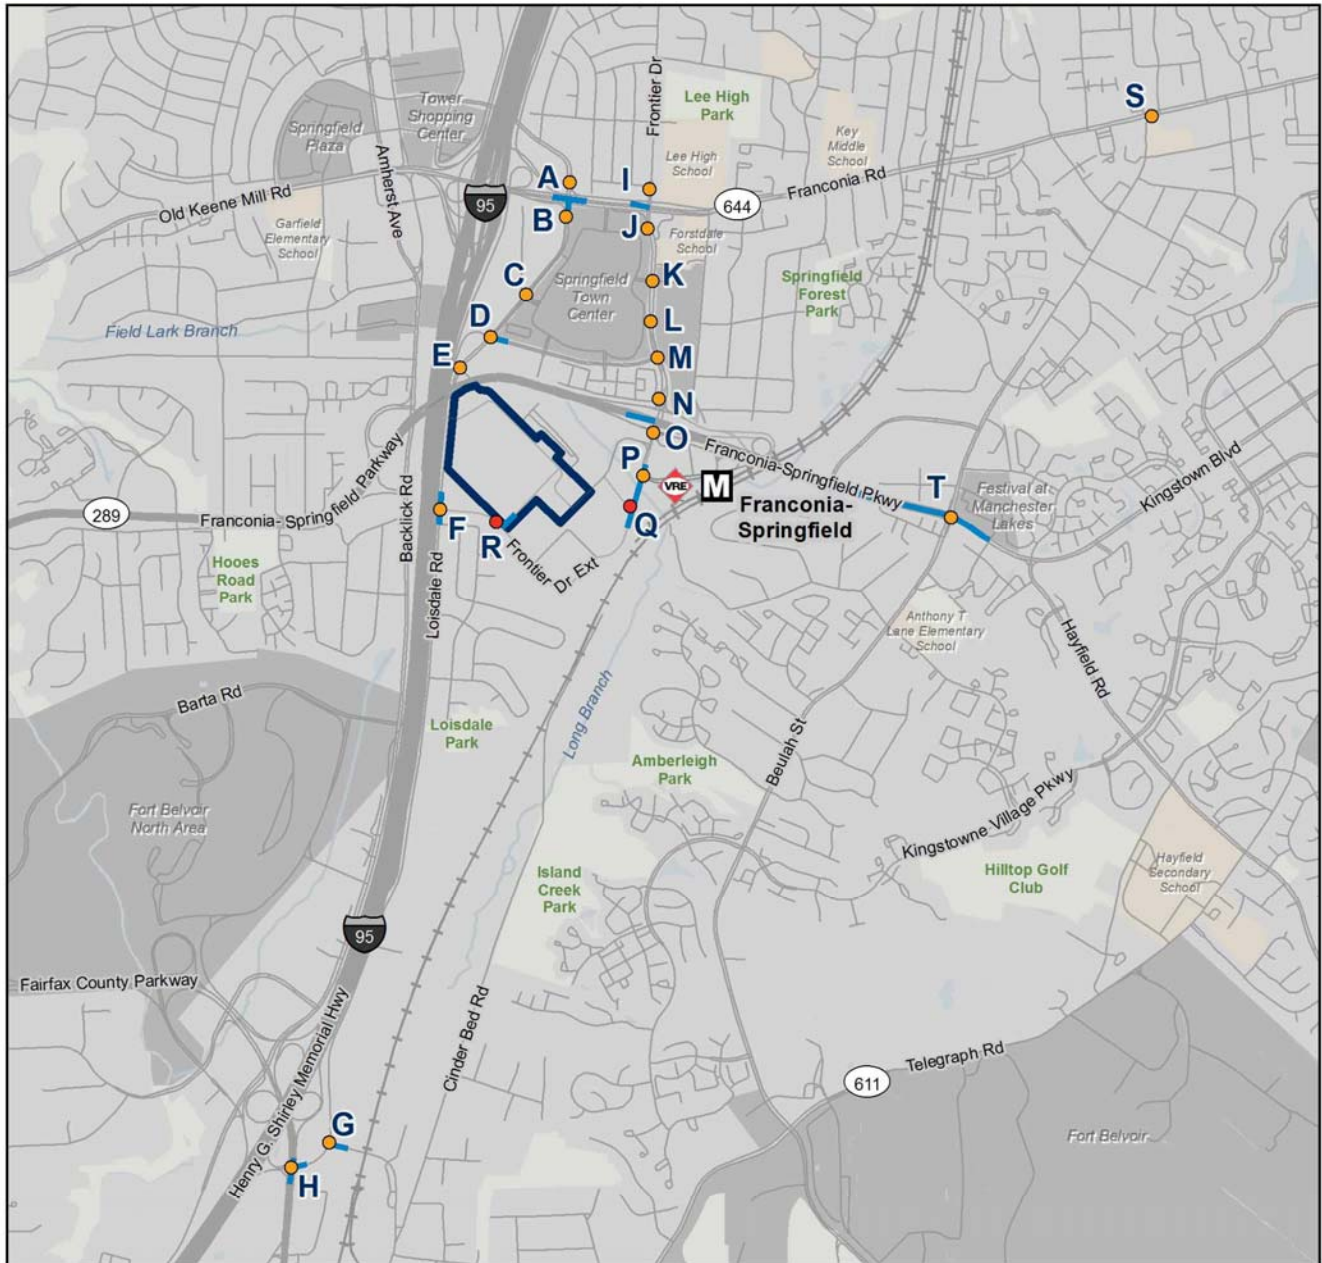 Frontier Dr
Tower
Shopping
Center
Lee High
Park
S
Springfield
Plaza
Key
Middle
School
Amherst Ave
Lee High
School
A
I
Franconia Rd
Old Keene Mill Rd
95
644
B
J
Garfield
Elementary
School
Forstdale
School
C
Springfield
Town
Center
K
Springfield
Forest
Park
D
L
Field Lark Branch
E
M
N
O
Franconia-Springfield Pkwy
P
VRE
M
Franconia-
Springfield
T
Festival at
Manchester
Lakes
Kingstown Blvd
289
Franconia- Springfield Parkway
Backlick Rd
F
R
Q
Frontier Dr Ext
Hooes
Road
Park
Loisdale Rd
Anthony T
Lane Elementary
School
Hayfield Rd
Barta Rd
Long Branch
Loisdale
Park
Amberleigh
Park
Beulah St
Fort Belvoir
North Area
Kingstowne Village Pkwy
Island
Creek
Park
Hilltop Golf
Club
Hayfield
Secondary
School
95
Fairfax County Parkway
Henry G. Shirley Memorial Hwy
Cinder Bed Rd
Telegraph Rd
611
G
Fort Belvoir
H